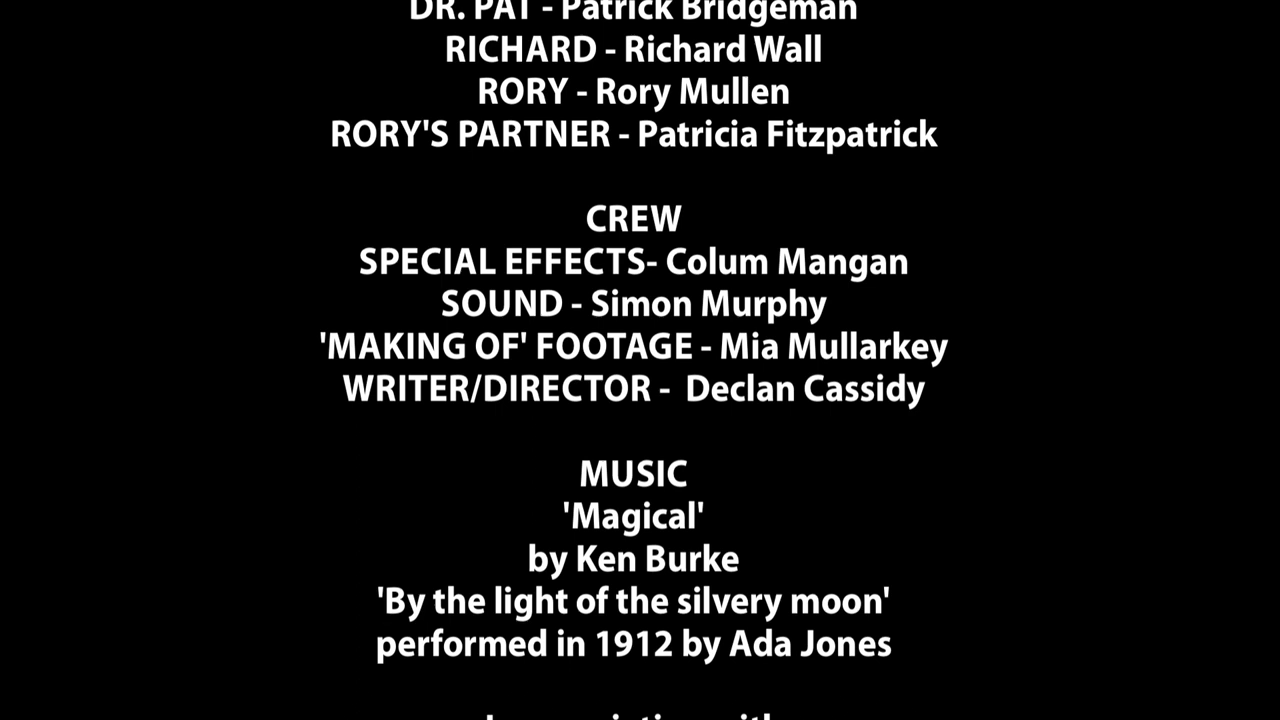 DR. PAT - Patrick Bridgeman
RICHARD - Richard Wall
RORY - Rory Mullen
RORY'S PARTNER - Patricia Fitzpatrick
CREW
SPECIAL EFFECTS- Colum Mangan
SOUND - Simon Murphy
'MAKING OF' FOOTAGE - Mia Mullarkey
WRITER/DIRECTOR -  Declan Cassidy
MUSIC
'Magical'
by Ken Burke
'By the light of the silvery moon'
performed in 1912 by Ada Jones